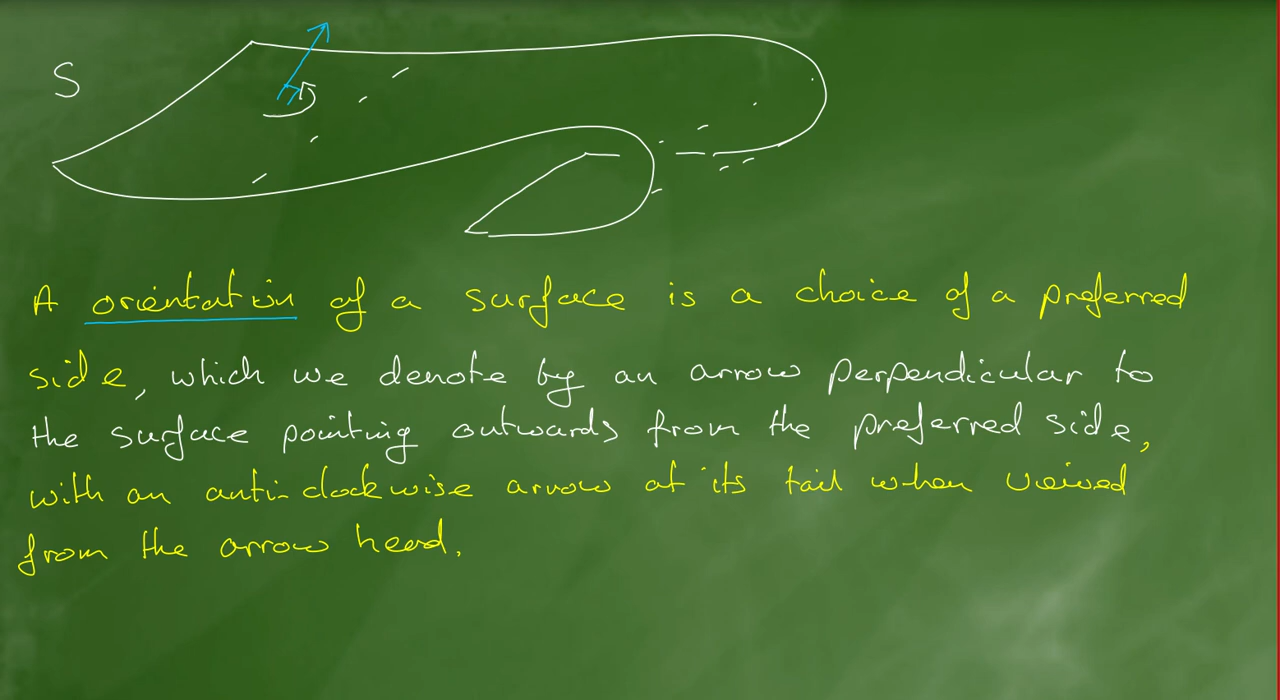 S
A orientation of a surface is a choice of a preferred
side, which we denote by an arrow perpendicular to
the surface pointing outwards from the preferred side,
with an anti-clockwise arrow at its tail when veiwed
from the arrow head.